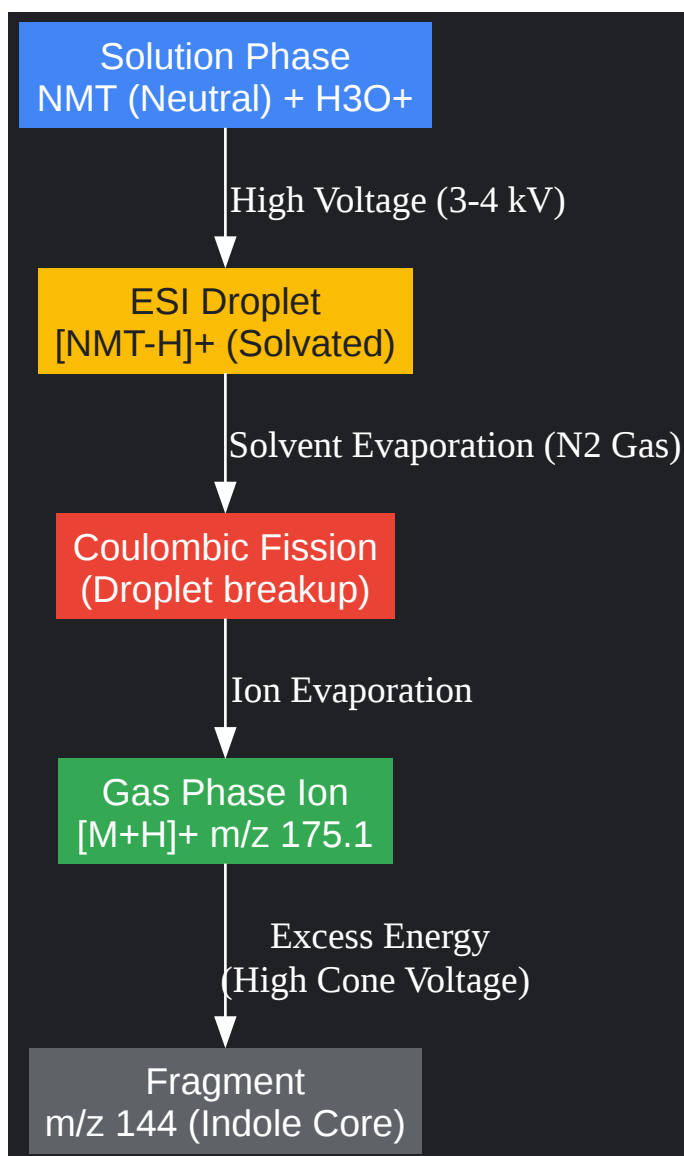 Solution Phase
NMT (Neutral) + H3O+
High Voltage (3-4 kV)
ESI Droplet
[NMT-H]+ (Solvated)
Solvent Evaporation (N2 Gas)
Coulombic Fission
(Droplet breakup)
Ion Evaporation
Gas Phase Ion
[M+H]+ m/z 175.1
Excess Energy
(High Cone Voltage)
Fragment
m/z 144 (Indole Core)